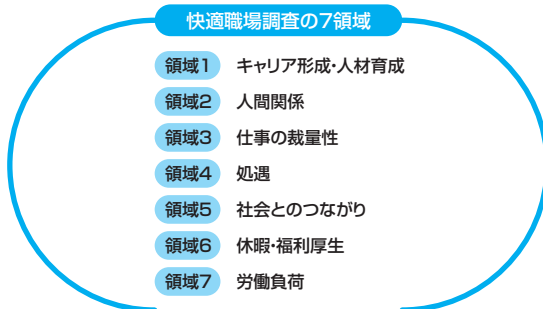 快適職場調査の7領域
領域1 キャリア形成・人材育成
領域2 人間関係
領域3 仕事の裁量性
領域4 処遇
領域5 社会とのつながり
領域6 休暇・福利厚生
領域7 労働負荷